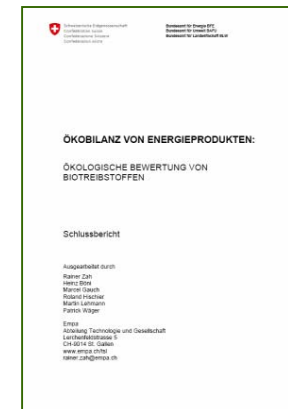 Schweizerische Eidgenossenschaft
Confédération suisse
Confederazione Svizzera
Confederaziun svizra
Bundesamt für Energie BFE
Bundesamt für Umwelt BAFU
Bundesamt für Landwirtschaft BLW
ÖKOBILANZ VON ENERGIEPRODUKTEN:
ÖKOLOGISCHE BEWERTUNG VON
BIOTREIBSTOFFEN
Schlussbericht
Ausgearbeitet durch
Rainer Zah
Heinz Böni
Marcel Gauch
Roland Hischier
Martin Lehmann
Patrick Wäger
Empa
Abteilung Technologie und Gesellschaft
Lerchenfeldstrasse 5
CH-9014 St. Gallen
www.empa.ch/tsl
rainer.zah@empa.ch